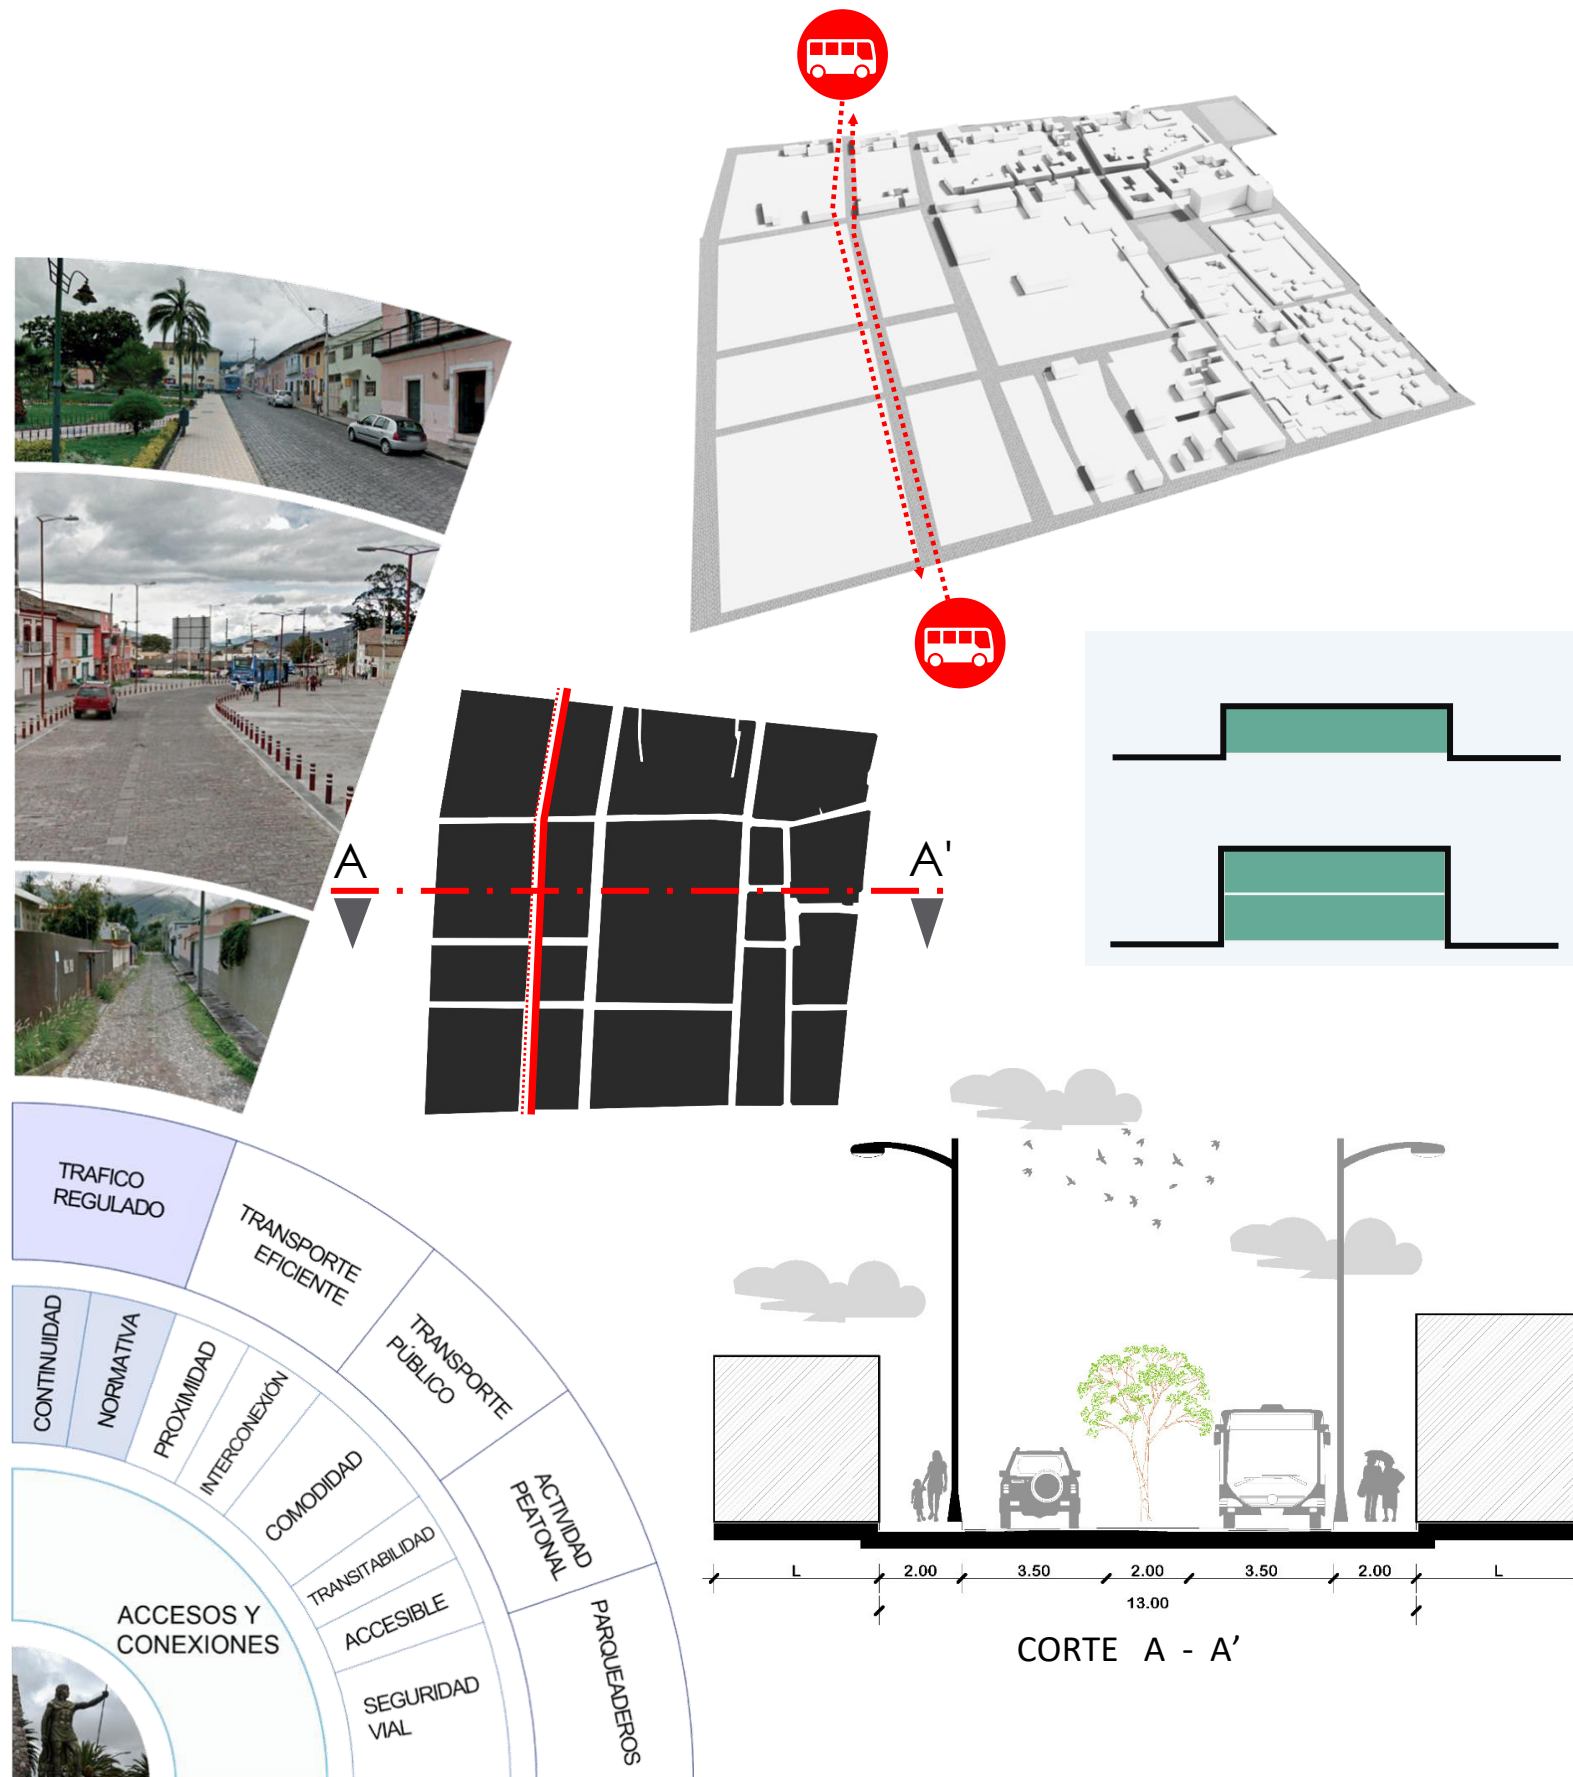 A
A'
TRAFICO
REGULADO
TRANSPORTE
EFICIENTE
TRANSPORTE
PÚBLICO
ACTIVIDAD
PEATONAL
PARQUEADEROS
CONTINUIDAD
NORMATIVA
PROXIMIDAD
INTERCONEXIÓN
COMODIDAD
TRANSITABILIDAD
ACCESIBLE
SEGURIDAD
VIAL
ACCESOS Y
CONEXIONES
L 2.00 3.50 2.00 3.50 2.00 L
13.00
CORTE A - A'